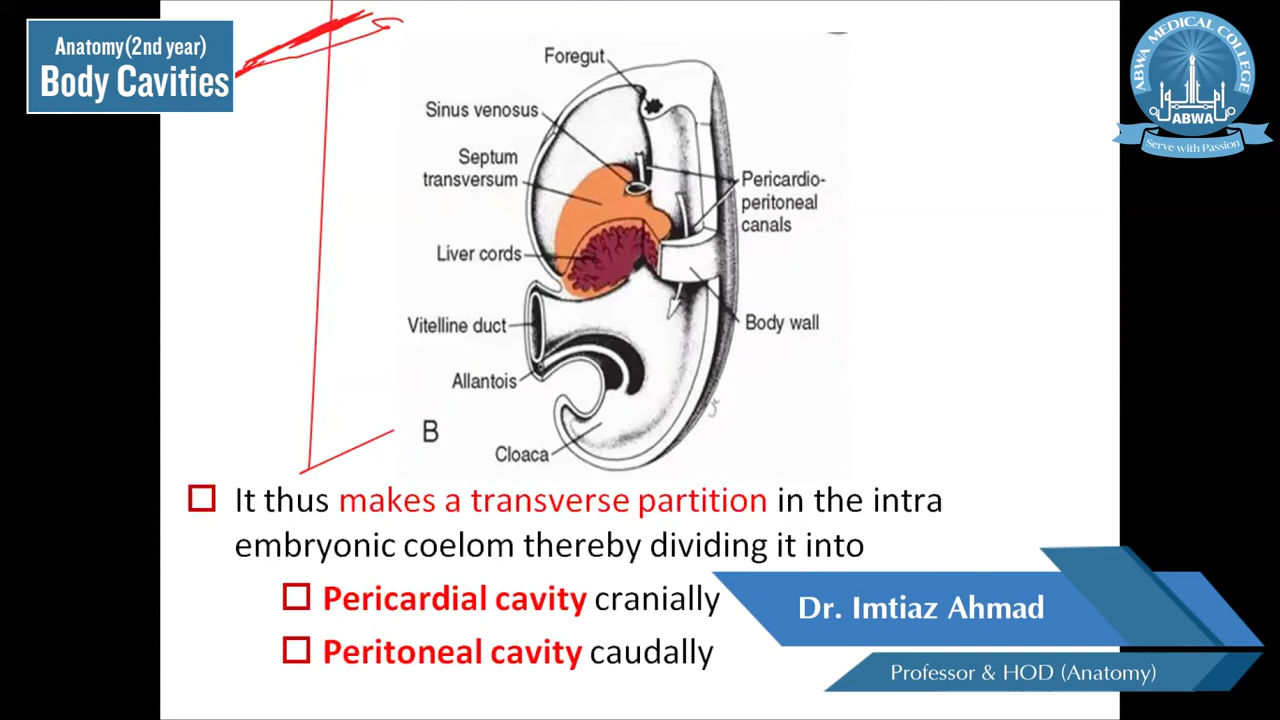 Anatomy(2nd year)
Body Cavities
ABWA MEDICAL COLLEGE
ABWA
Serve with Passion
Foregut
Sinus venosus
Septum
transversum
Pericardio-
peritoneal
canals
Liver cords
Vitelline duct
Body wall
Allantois
B
Cloaca
It thus makes a transverse partition in the intra
embryonic coelom thereby dividing it into
Pericardial cavity cranially
Peritoneal cavity caudally
Dr. Imtiaz Ahmad
Professor & HOD (Anatomy)